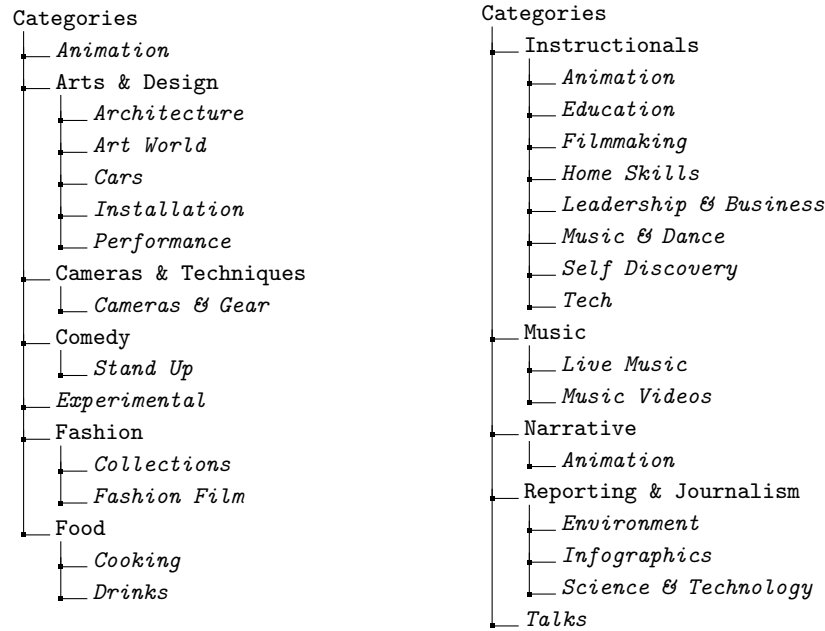 Categories
Animation
Arts & Design
Architecture
Art World
Cars
Installation
Performance
Cameras & Techniques
Cameras & Gear
Comedy
Stand Up
Experimental
Fashion
Collections
Fashion Film
Food
Cooking
Drinks
Categories
Instructionals
Animation
Education
Filmmaking
Home Skills
Leadership & Business
Music & Dance
Self Discovery
Tech
Music
Live Music
Music Videos
Narrative
Animation
Reporting & Journalism
Environment
Infographics
Science & Technology
Talks